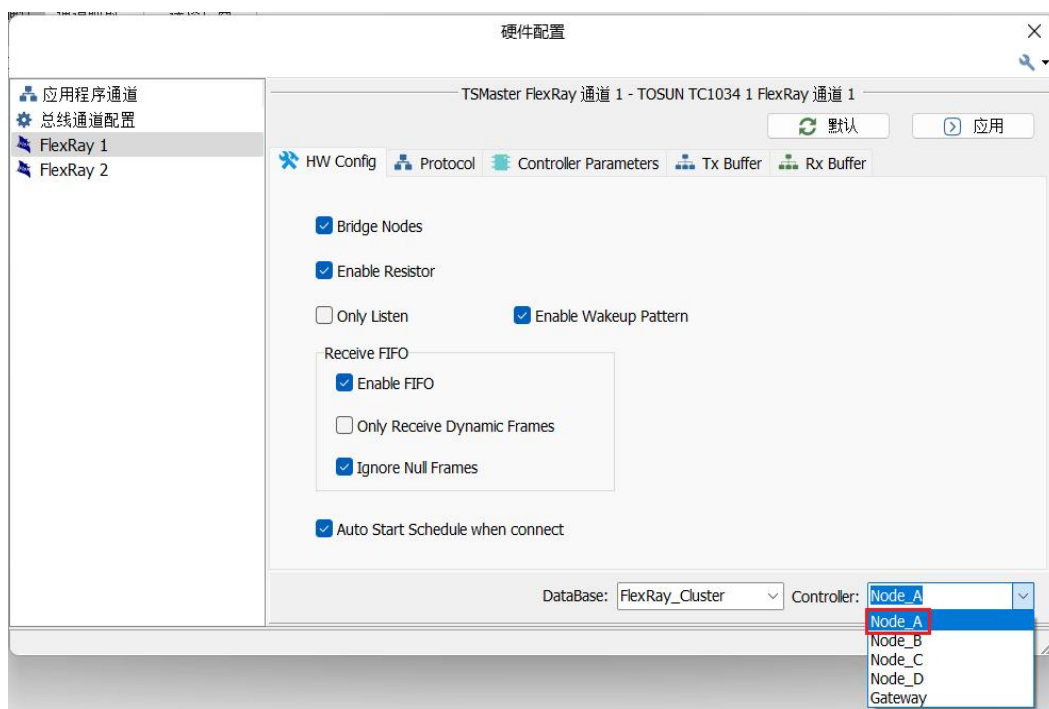 硬件配置
应用程序通道
总线通道配置
FlexRay 1
FlexRay 2
TSMaster FlexRay 通道 1 - TOSUN TC1034 1 FlexRay 通道 1
默认 应用
HW Config Protocol Controller Parameters Tx Buffer Rx Buffer
Bridge Nodes
Enable Resistor
Only Listen Enable Wakeup Pattern
Receive FIFO
Enable FIFO
Only Receive Dynamic Frames
Ignore Null Frames
Auto Start Schedule when connect
DataBase: FlexRay_Cluster Controller: Node_A
Node_A
Node_B
Node_C
Node_D
Gateway